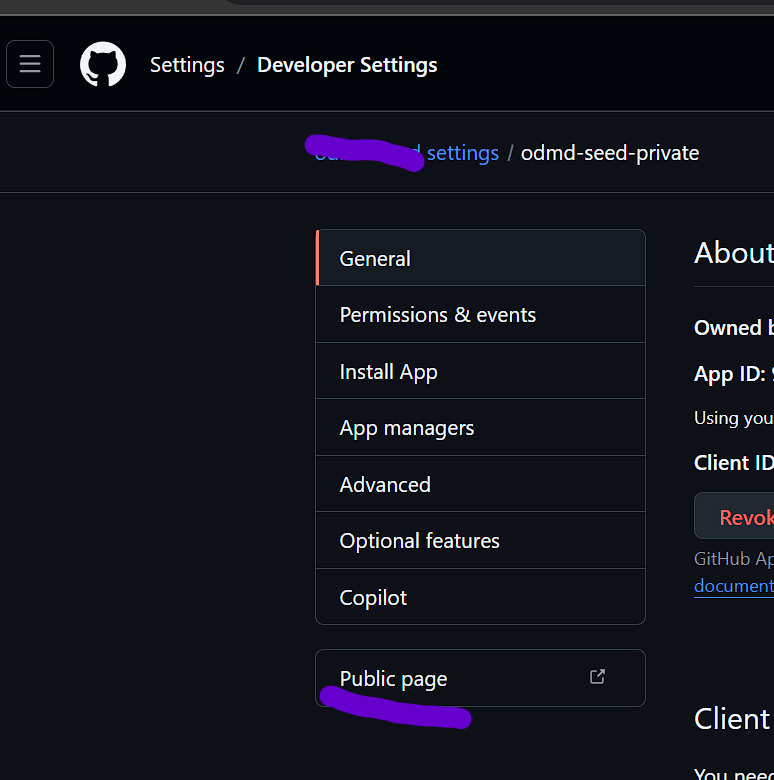 Settings / Developer Settings
settings / odmd-seed-private
General
Permissions & events
Install App
App managers
Advanced
Optional features
Copilot
Public page
About
Owned b
App ID:
Using you
Client ID
Revok
GitHub Ap
document
Client
You need